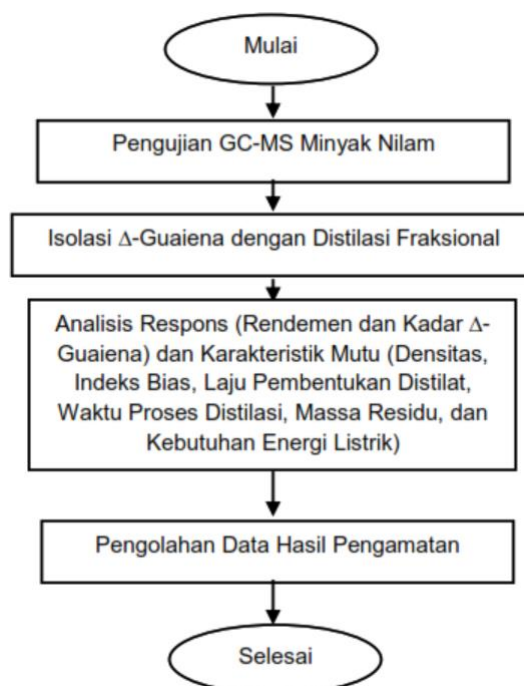 Mulai
Pengujian GC-MS Minyak Nilam
Isolasi Δ-Guaiena dengan Distilasi Fraksional
Analisis Respons (Rendemen dan Kadar Δ-
Guaiena) dan Karakteristik Mutu (Densitas,
Indeks Bias, Laju Pembentukan Distilat,
Waktu Proses Distilasi, Massa Residu, dan
Kebutuhan Energi Listrik)
Pengolahan Data Hasil Pengamatan
Selesai